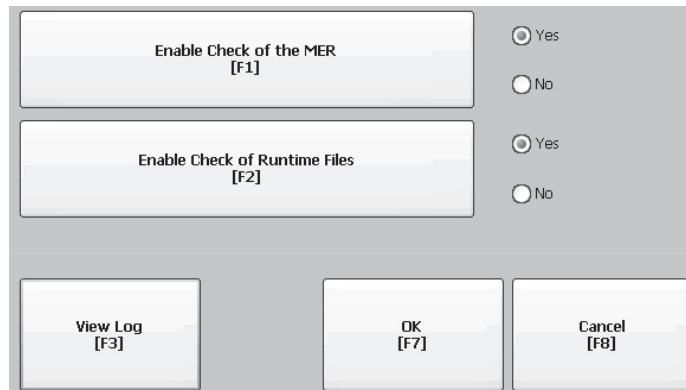 Enable Check of the MER
[F1]
Yes
No
Enable Check of Runtime Files
[F2]
Yes
No
View Log
[F3]
OK
[F7]
Cancel
[F8]